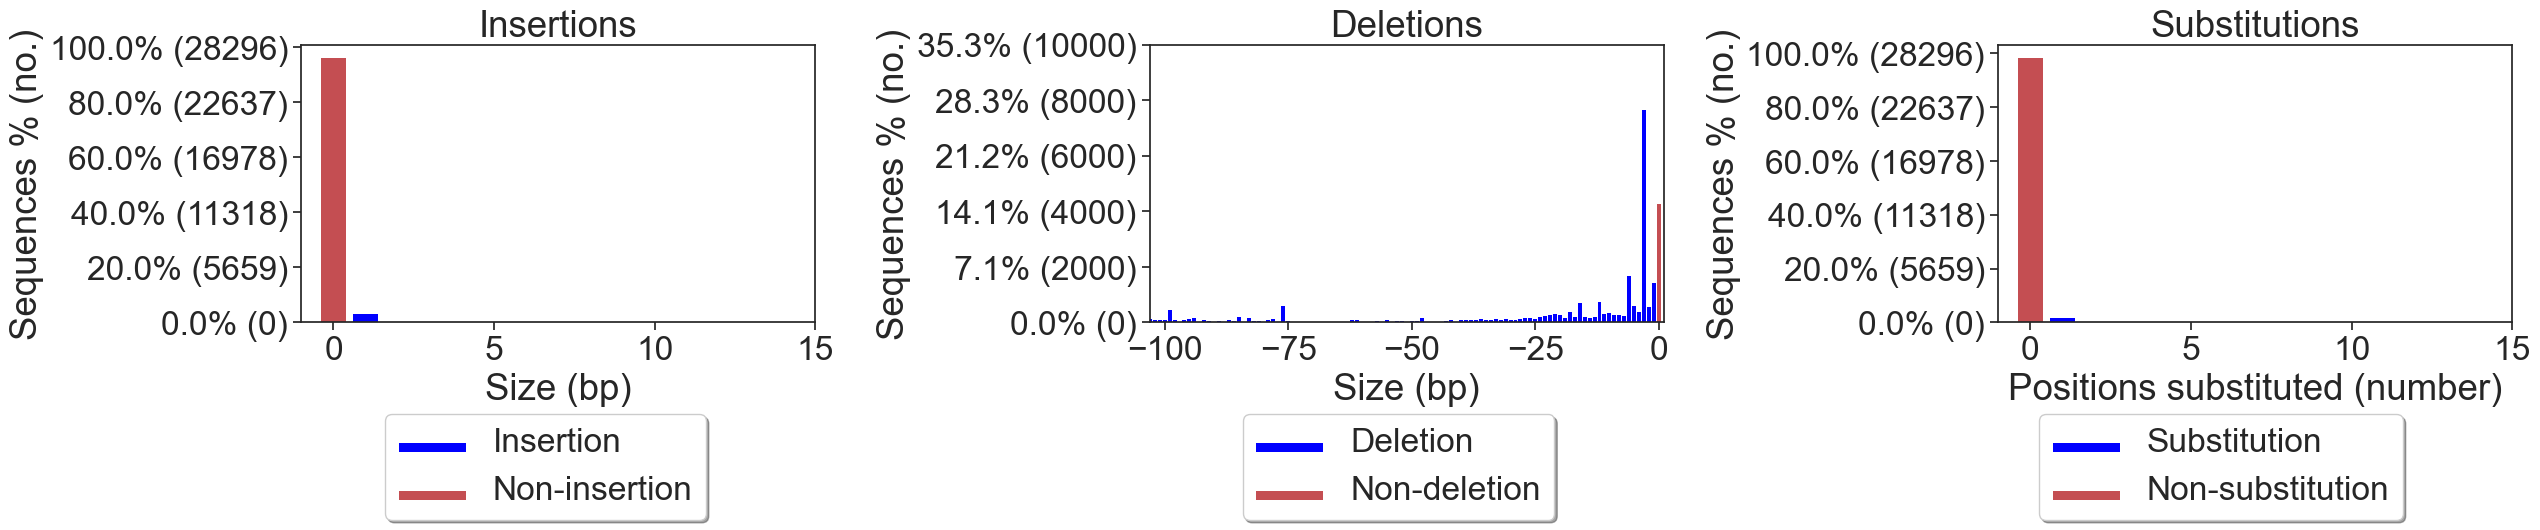 Insertions
Sequences % (no.)
100.0% (28296)
80.0% (22637)
60.0% (16978)
40.0% (11318)
20.0% (5659)
0.0% (0)
0 5 10 15
Size (bp)
Insertion
Non-insertion
Deletions
Sequences % (no.)
35.3% (10000)
28.3% (8000)
21.2% (6000)
14.1% (4000)
7.1% (2000)
0.0% (0)
−100 −75 −50 −25 0
Size (bp)
Deletion
Non-deletion
Substitutions
Sequences % (no.)
100.0% (28296)
80.0% (22637)
60.0% (16978)
40.0% (11318)
20.0% (5659)
0.0% (0)
0 5 10 15
Positions substituted (number)
Substitution
Non-substitution